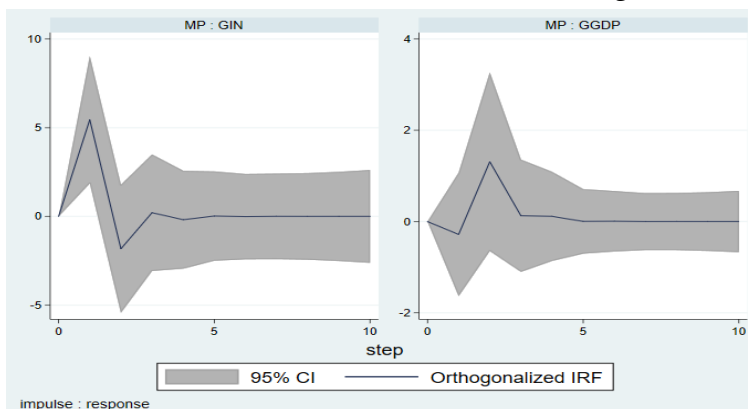 MP : GIN
MP : GGDP
10
5
0
-5
4
2
0
-2
0 5 10
0 5 10
step
95% CI Orthogonalized IRF
impulse : response